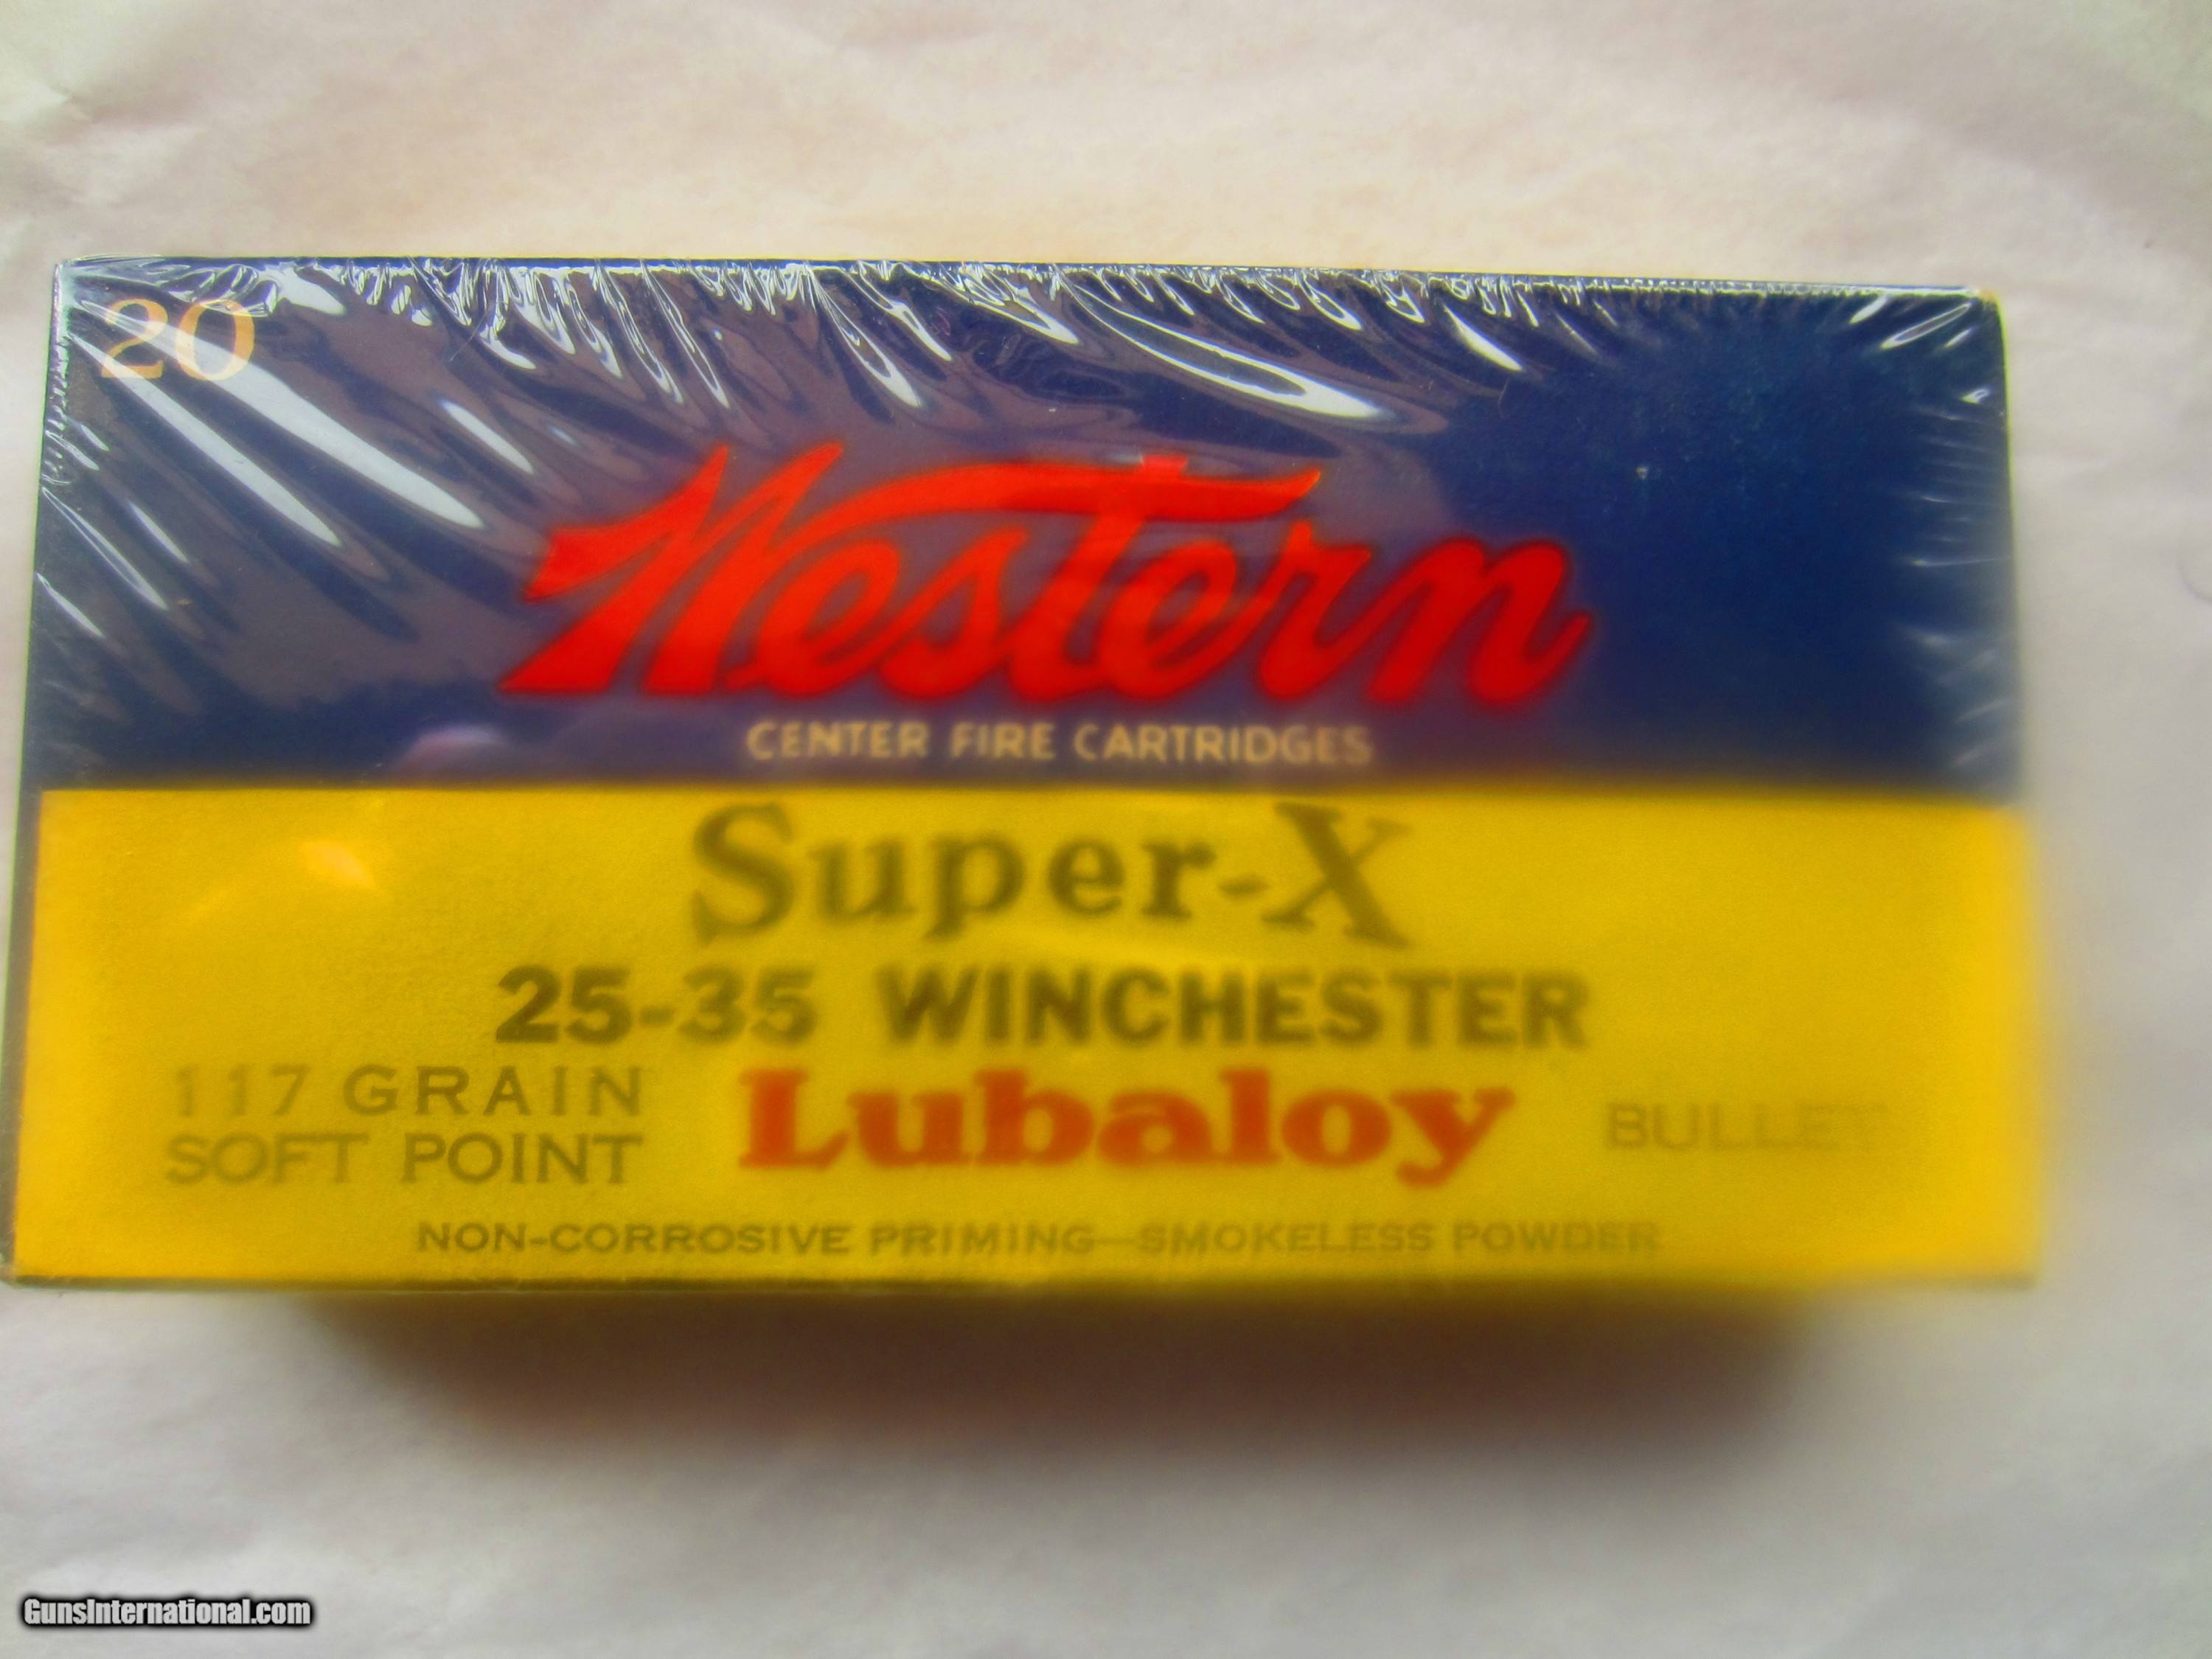 20
Western
CENTER FIRE CARTRIDGES
Super-X
25-35 WINCHESTER
117 GRAIN
SOFT POINT
Lubaloy
BULLET
NON-CORROSIVE PRIMING—SMOKELESS POWDER
GunsInternational.com